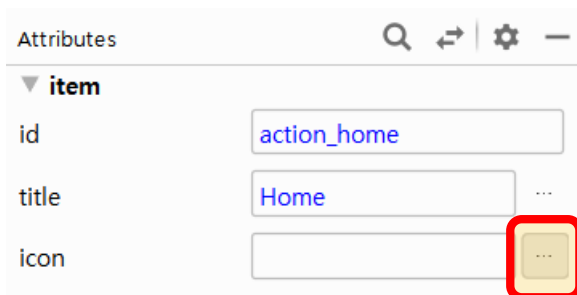 Attributes
item
id action_home
title Home ...
icon ...